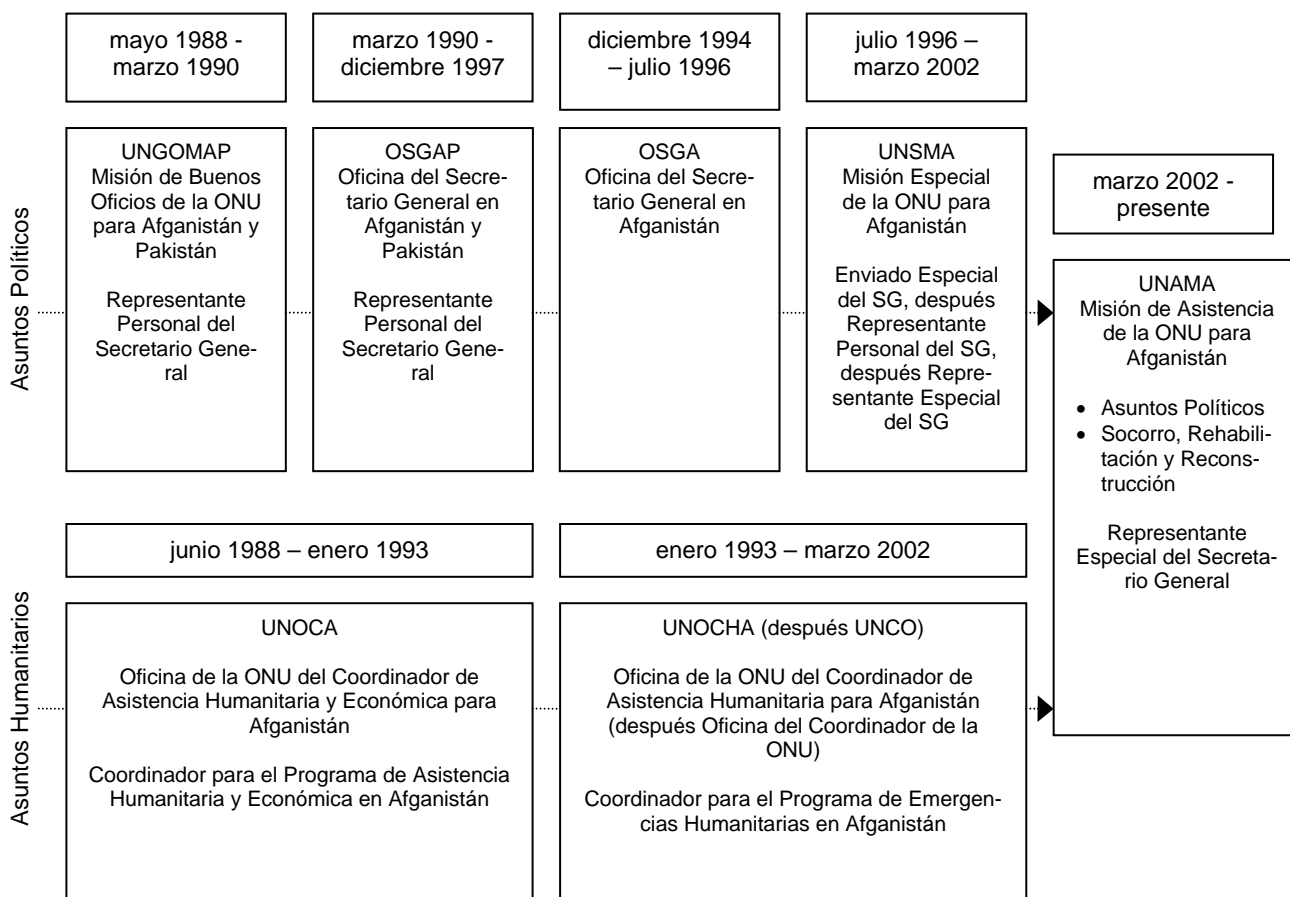 mayo 1988 -
marzo 1990
marzo 1990 -
diciembre 1997
diciembre 1994
– julio 1996
julio 1996 –
marzo 2002
Asuntos Políticos
UNGOMAP
Misión de Buenos
Oficios de la ONU
para Afganistán y
Pakistán
Representante
Personal del
Secretario Gene-
ral
OSGAP
Oficina del Secre-
tario General en
Afganistán y
Pakistán
Representante
Personal del
Secretario Gene-
ral
OSGA
Oficina del Secre-
tario General en
Afganistán
UNSMA
Misión Especial
de la ONU para
Afganistán
Enviado Especial
del SG, después
Representante
Personal del SG,
después Repre-
sentante Especial
del SG
marzo 2002 -
presente
UNAMA
Misión de Asistencia
de la ONU para
Afganistán
• Asuntos Políticos
• Socorro, Rehabili-
tación y Recons-
trucción
Representante
Especial del Secreta-
rio General
Asuntos Humanitarios
junio 1988 – enero 1993
enero 1993 – marzo 2002
UNOCA
Oficina de la ONU del Coordinador de
Asistencia Humanitaria y Económica para
Afganistán
Coordinador para el Programa de Asistencia
Humanitaria y Económica en Afganistán
UNOCHA (después UNCO)
Oficina de la ONU del Coordinador de
Asistencia Humanitaria para Afganistán
(después Oficina del Coordinador de la
ONU)
Coordinador para el Programa de Emergen-
cias Humanitarias en Afganistán